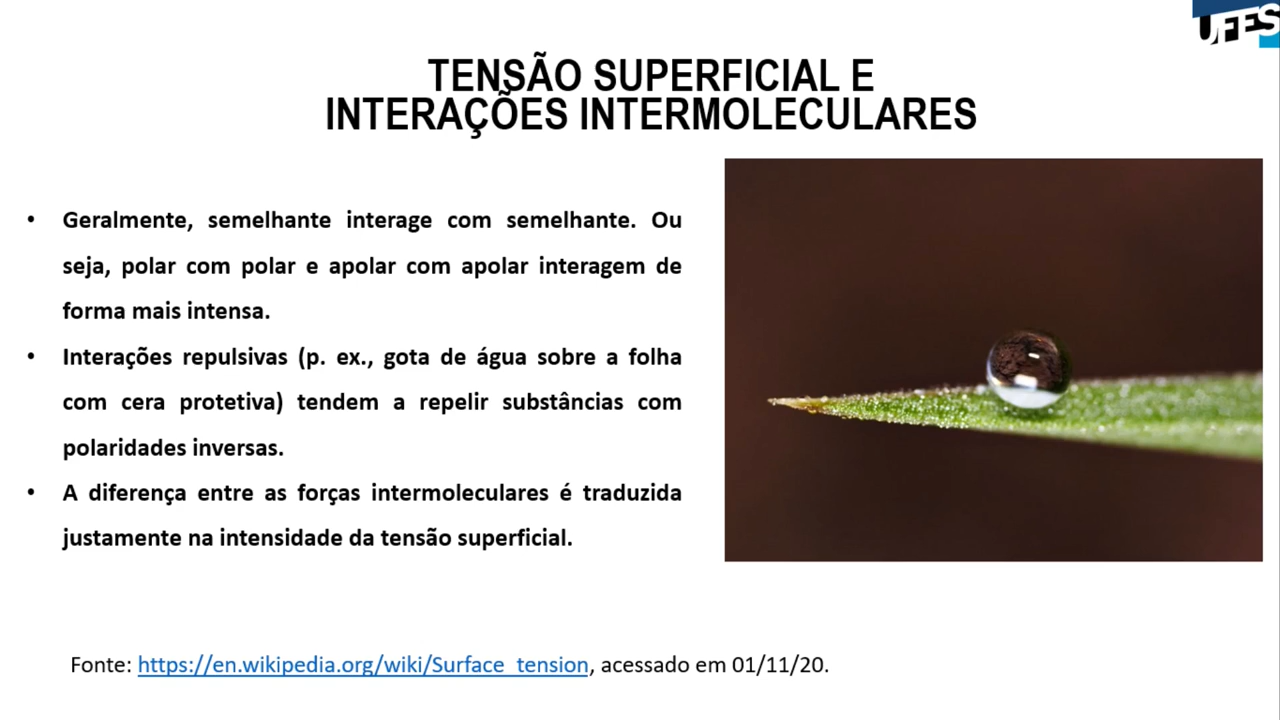 UFES
TENSÃO SUPERFICIAL E
INTERAÇÕES INTERMOLECULARES
• Geralmente, semelhante interage com semelhante. Ou
seja, polar com polar e apolar com apolar interagem de
forma mais intensa.
• Interações repulsivas (p. ex., gota de água sobre a folha
com cera protetiva) tendem a repelir substâncias com
polaridades inversas.
• A diferença entre as forças intermoleculares é traduzida
justamente na intensidade da tensão superficial.
Fonte: https://en.wikipedia.org/wiki/Surface_tension, acessado em 01/11/20.